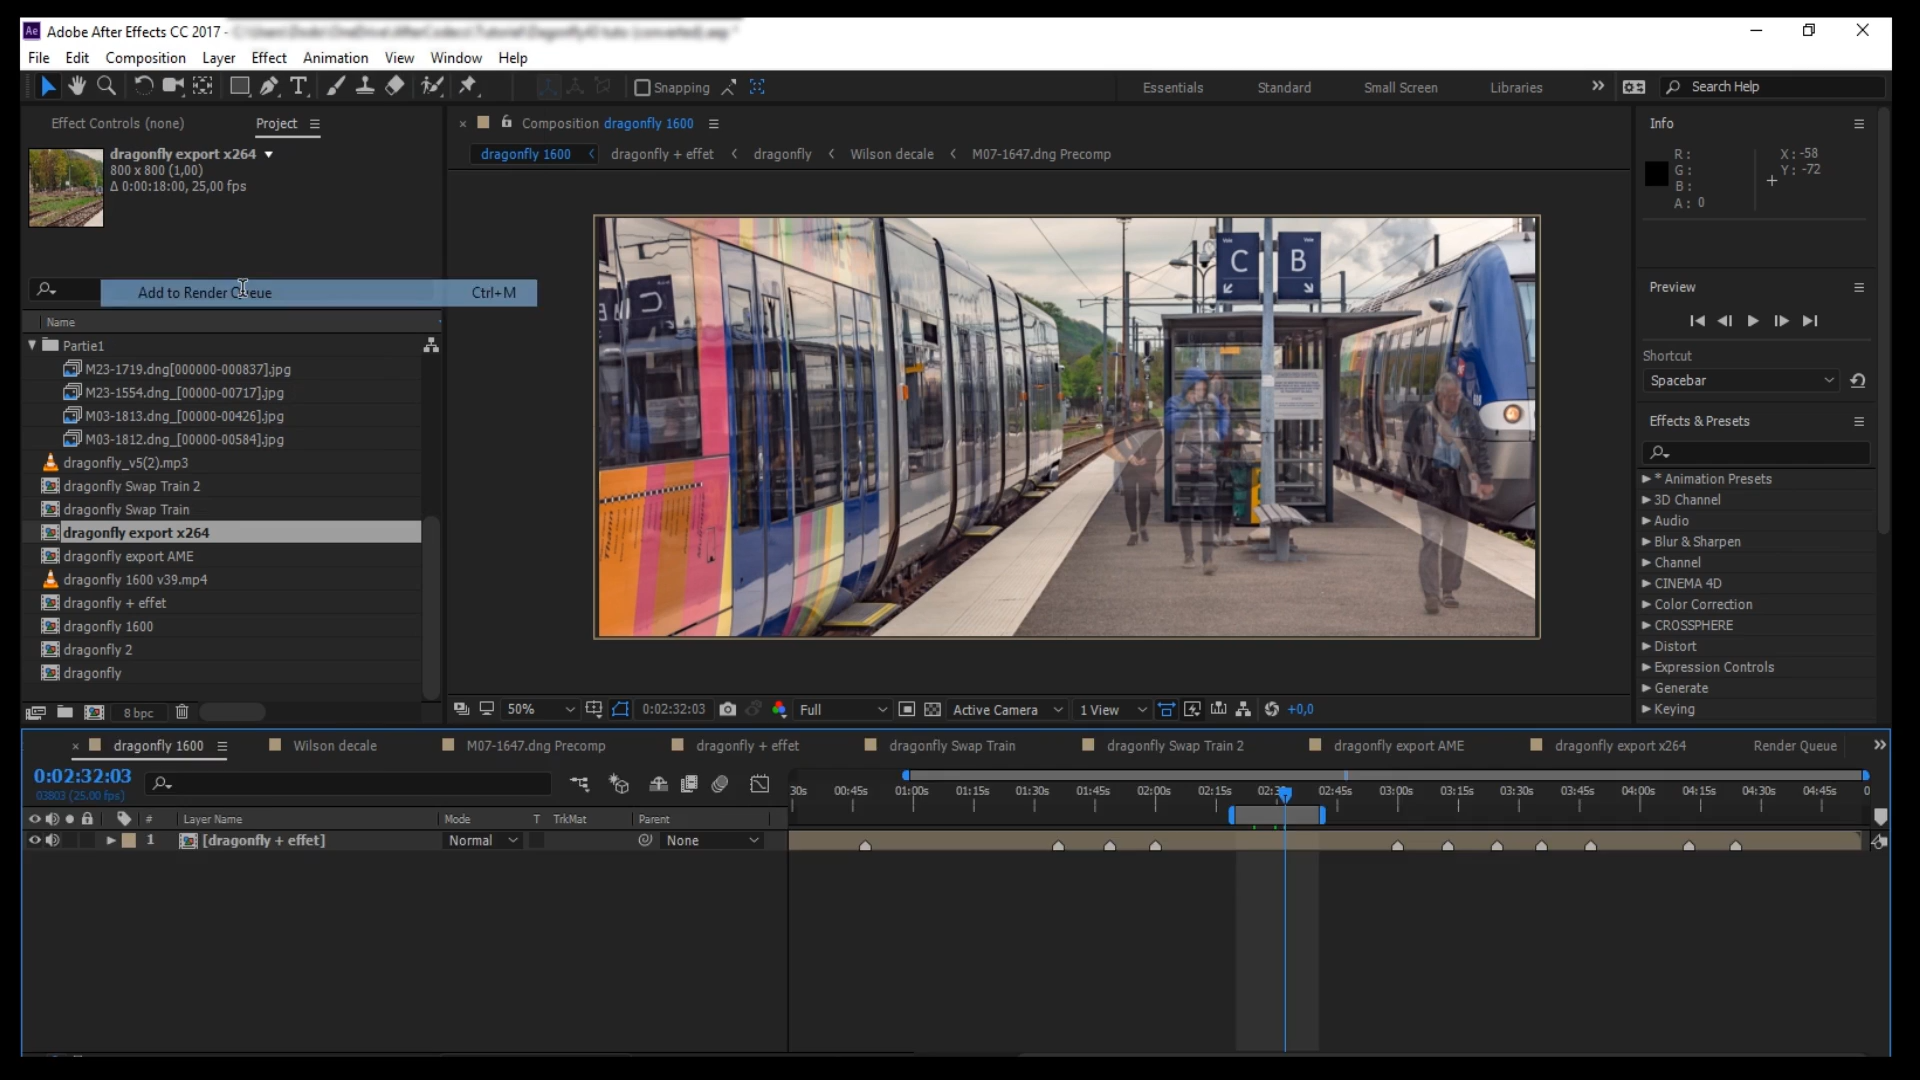 Ae Adobe After Effects CC 2017 -
File Edit Composition Layer Effect Animation View Window Help
T Snapping Essentials Standard Small Screen Libraries Search Help
Effect Controls (none) Project
dragonfly export x264
800 x 800 (1,00)
Δ 0:00:18:00, 25,00 fps
Add to Render Queue Ctrl+M
Name
Partie1
M23-1719.dng[000000-000837].jpg
M23-1554.dng_[00000-00717].jpg
M03-1813.dng_[00000-00426].jpg
M03-1812.dng_[00000-00584].jpg
dragonfly_v5(2).mp3
dragonfly Swap Train 2
dragonfly Swap Train
dragonfly export x264
dragonfly export AME
dragonfly 1600 v39.mp4
dragonfly + effet
dragonfly 1600
dragonfly 2
dragonfly
8 bpc
Composition dragonfly 1600
dragonfly 1600 dragonfly + effet dragonfly Wilson decale M07-1647.dng Precomp
Voie Voie
C B
50% 0:02:32:03 Full Active Camera 1 View +0,0
Info
R: X: -58
G: Y: -72
B:
A: 0
Preview
Shortcut
Spacebar
Effects & Presets
* Animation Presets
3D Channel
Audio
Blur & Sharpen
Channel
CINEMA 4D
Color Correction
CROSSPHERE
Distort
Expression Controls
Generate
Keying
dragonfly 1600 Wilson decale M07-1647.dng Precomp dragonfly + effet dragonfly Swap Train dragonfly Swap Train 2 dragonfly export AME dragonfly export x264 Render Queue
0:02:32:03
03803 (25.00 fps)
30s 00:45s 01:00s 01:15s 01:30s 01:45s 02:00s 02:15s 02:3 02:45s 03:00s 03:15s 03:30s 03:45s 04:00s 04:15s 04:30s 04:45s 0
# Layer Name Mode T TrkMat Parent
1 [dragonfly + effet] Normal None